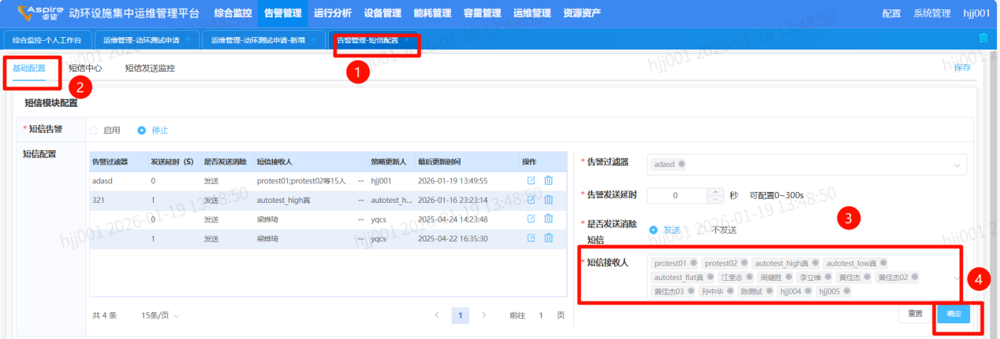 Aspire 卓望 动环设施集中运维管理平台 综合监控 告警管理 运行分析 设备管理 能耗管理 容量管理 运维管理 资源资产 配置 系统管理 hjj001
综合监控-个人工作台 运维管理-动环测试申请 × 运维管理-动环测试申请-新增 × 告警管理-短信配置 ×
1
基础配置 短信中心 短信发送监控 保存
2
短信模块配置
* 短信告警 启用 停止
短信配置
告警过滤器 发送延时（S） 是否发送消除 短信接收人 策略更新人 最后更新时间 操作
adasd 0 发送 protest01;protest02等15人 ··· hjj001 2026-01-19 13:49:55
321 1 发送 autotest_high真 ··· autotest_h... 2026-01-16 23:23:14
0 发送 梁烨琦 ··· yqcs 2025-04-24 14:23:48
1 发送 梁烨琦 ··· yqcs 2025-04-22 16:35:30
共 4 条 15条/页 < 1 > 前往 1 页
* 告警过滤器 adasd
* 告警发送延时 0 秒 可配置0~300s
3
* 是否发送消除短信 发送 不发送
* 短信接收人 protest01 protest02 autotest_high真 autotest_low真
autotest_flat真 江奎念 周健胜 李立维 黄佳杰 黄佳杰02
黄佳杰03 孙中华 陈测试 hjj004 hjj005
4
重置 确定
hjj001 2026-01-19 13:48:50